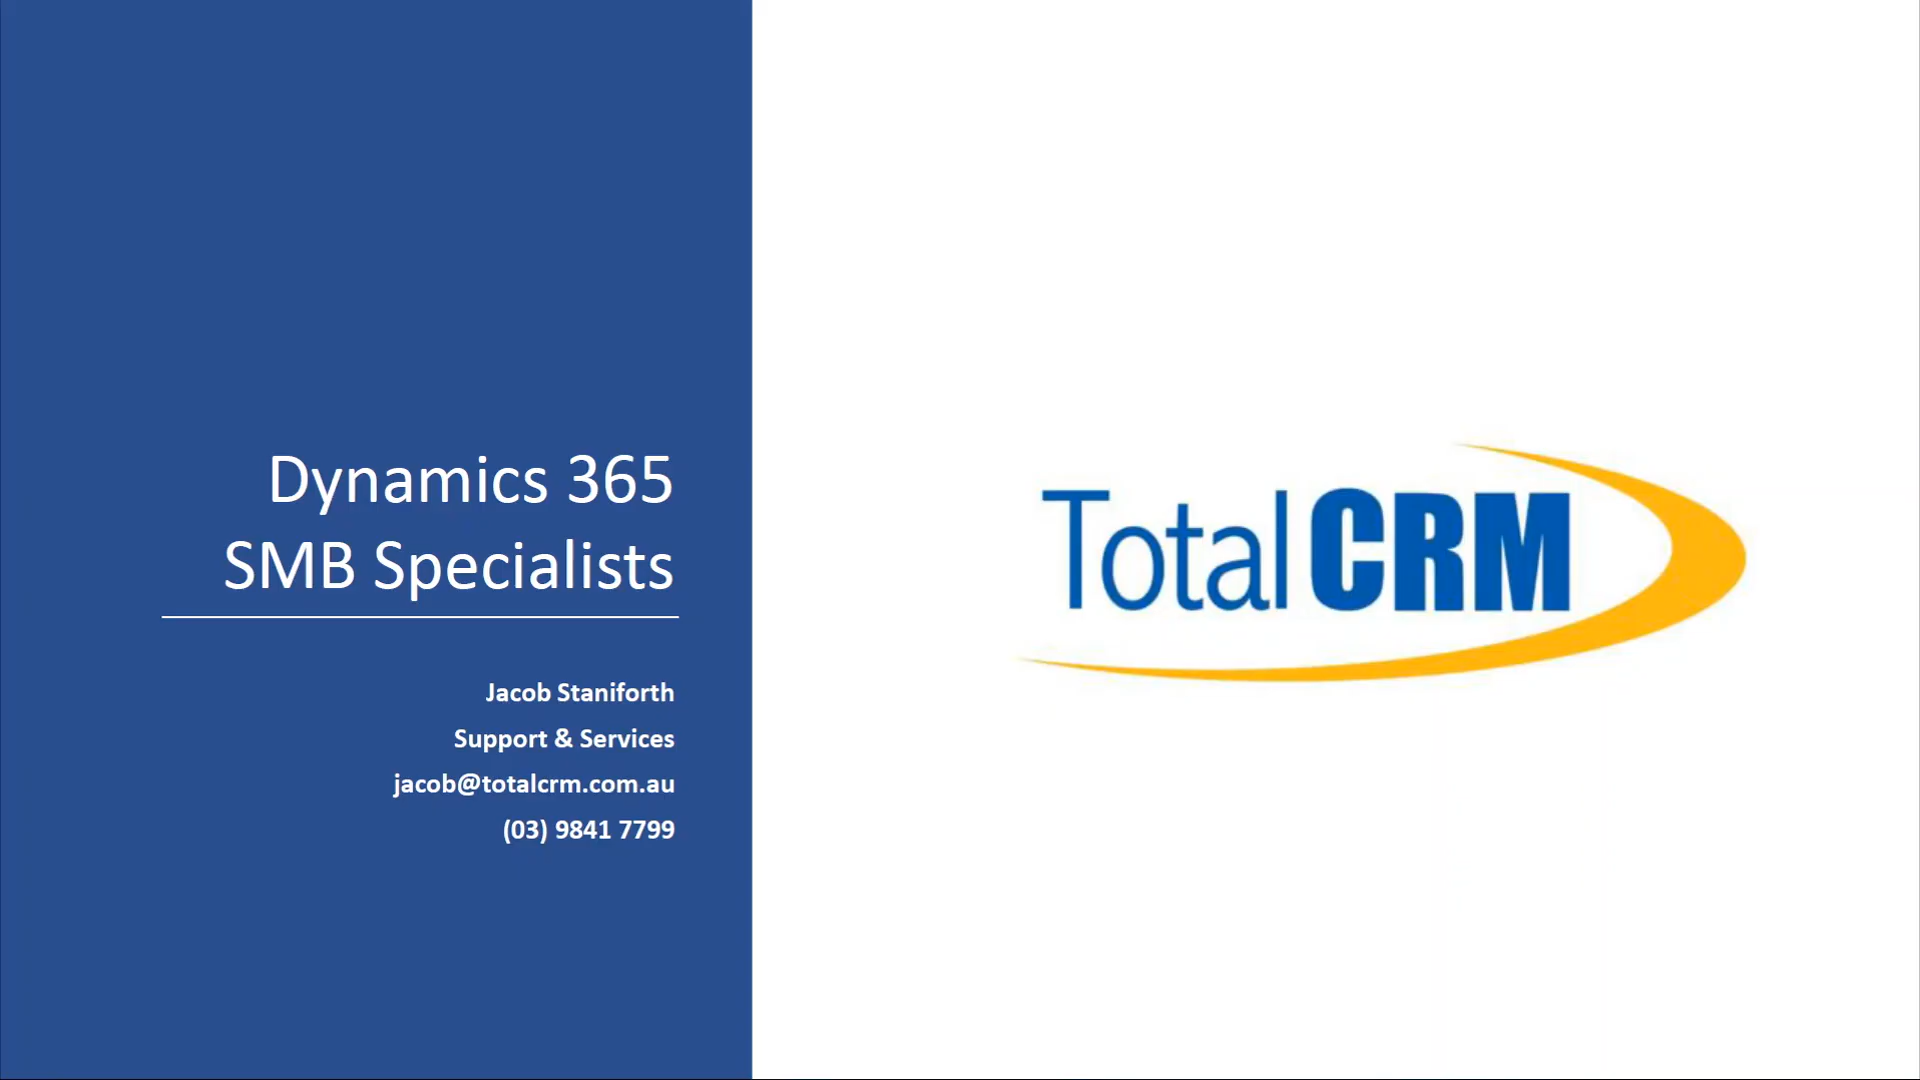 Dynamics 365
SMB Specialists
Jacob Staniforth
Support & Services
jacob@totalcrm.com.au
(03) 9841 7799
Total CRM